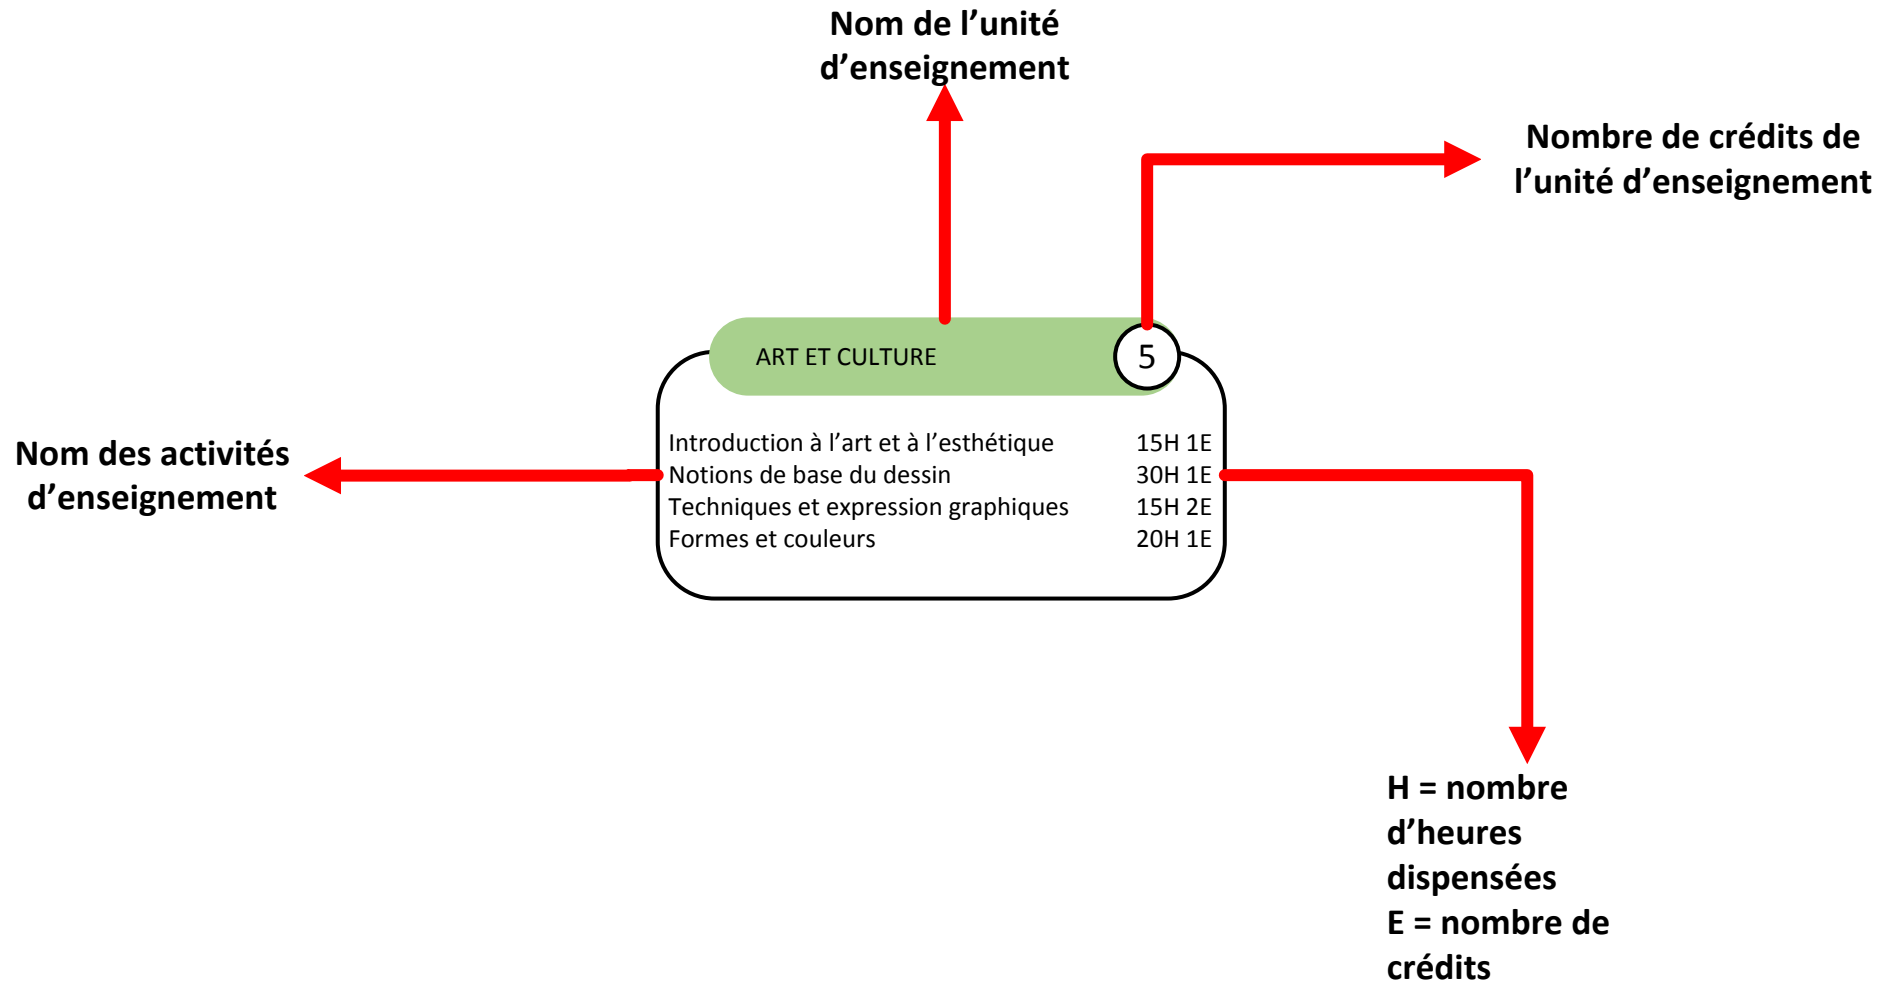 Nom de l’unité
d’enseignement
Nombre de crédits de
l’unité d’enseignement
ART ET CULTURE 5
Nom des activités
d’enseignement
Introduction à l’art et à l’esthétique 15H 1E
Notions de base du dessin 30H 1E
Techniques et expression graphiques 15H 2E
Formes et couleurs 20H 1E
H = nombre
d’heures
dispensées
E = nombre de
crédits